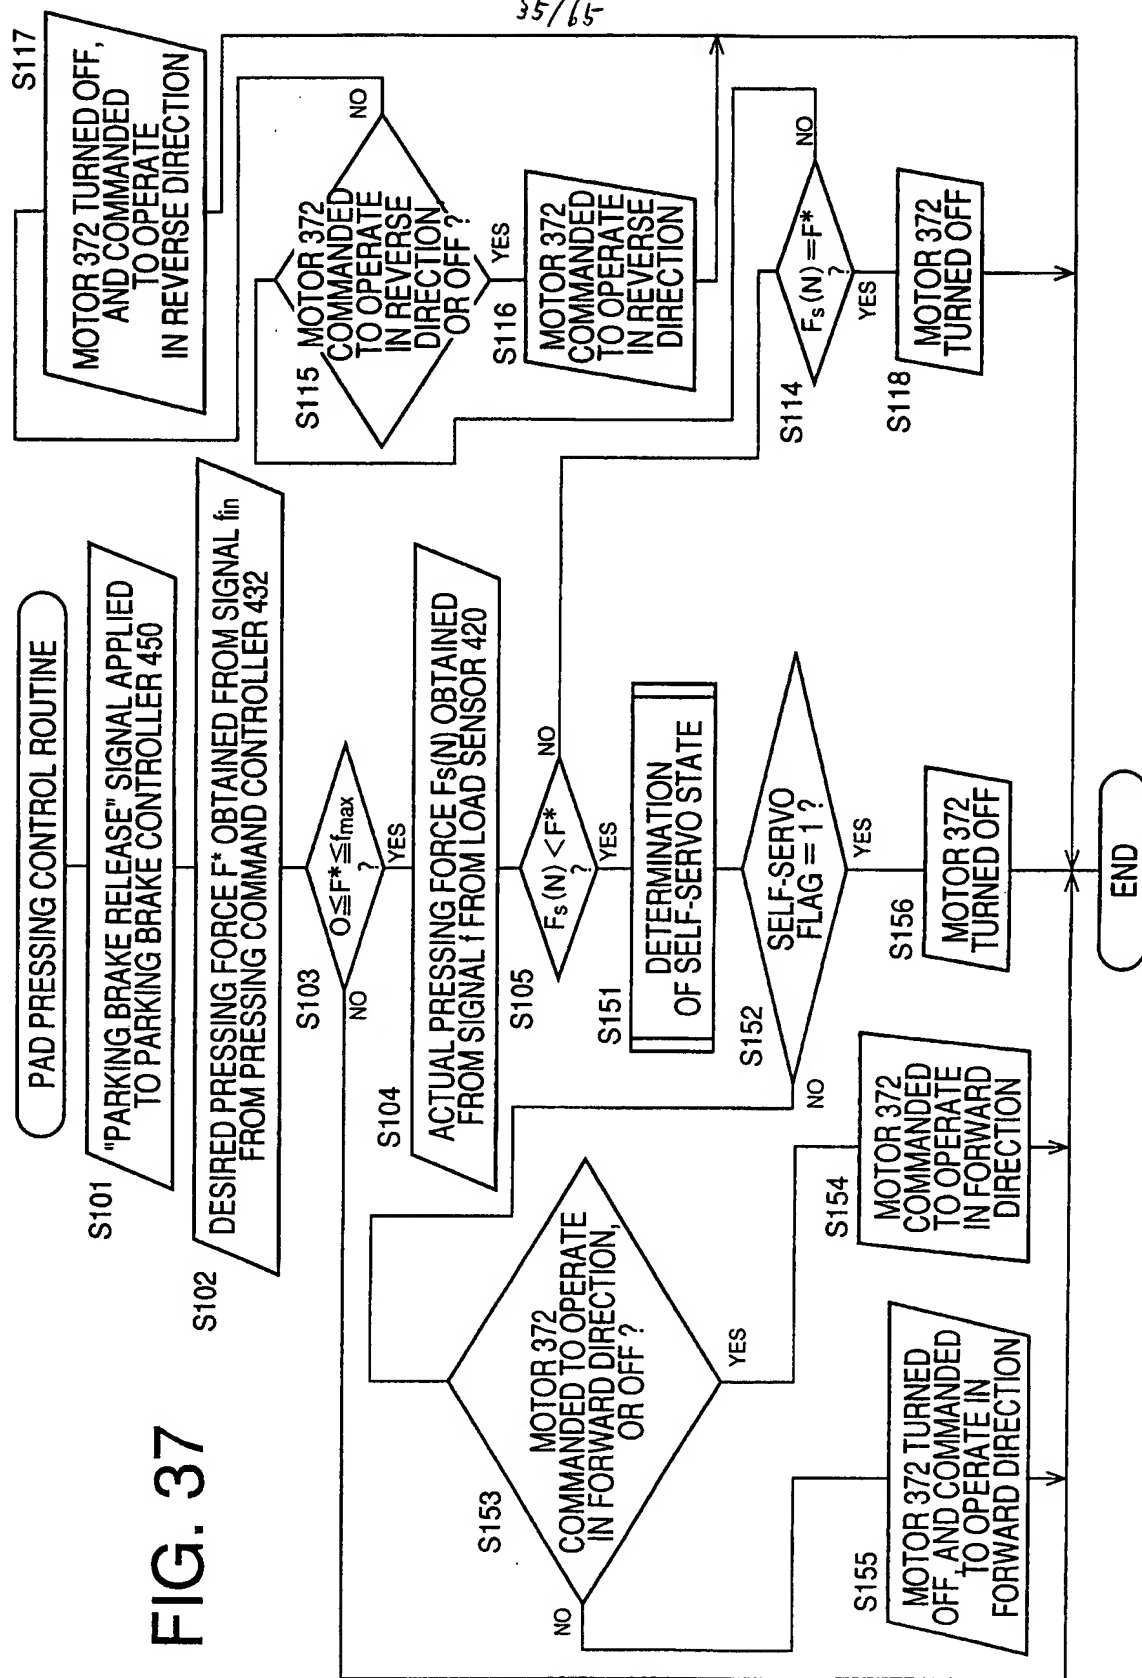 35/65
FIG. 37
PAD PRESSING CONTROL ROUTINE
S101
"PARKING BRAKE RELEASE" SIGNAL APPLIED
TO PARKING BRAKE CONTROLLER 450
S102
DESIRED PRESSING FORCE F* OBTAINED FROM SIGNAL fin
FROM PRESSING COMMAND CONTROLLER 432
S103
0≦F*≦fmax
?
NO
YES
S104
ACTUAL PRESSING FORCE Fs(N) OBTAINED
FROM SIGNAL f FROM LOAD SENSOR 420
S105
Fs(N)<F*
?
NO
YES
S151
DETERMINATION
OF SELF-SERVO STATE
S152
SELF-SERVO
FLAG = 1 ?
NO
YES
S153
MOTOR 372
COMMANDED TO OPERATE
IN FORWARD DIRECTION,
OR OFF ?
NO
YES
S155
MOTOR 372 TURNED
OFF, AND COMMANDED
TO OPERATE IN
FORWARD DIRECTION
S154
MOTOR 372
COMMANDED
TO OPERATE
IN FORWARD
DIRECTION
S156
MOTOR 372
TURNED OFF
S117
MOTOR 372 TURNED OFF,
AND COMMANDED
TO OPERATE
IN REVERSE DIRECTION
S115
MOTOR 372
COMMANDED
TO OPERATE
IN REVERSE
DIRECTION
OR OFF ?
NO
YES
S116
MOTOR 372
COMMANDED
TO OPERATE
IN REVERSE
DIRECTION
S114
Fs(N)=F*
?
NO
YES
S118
MOTOR 372
TURNED OFF
END